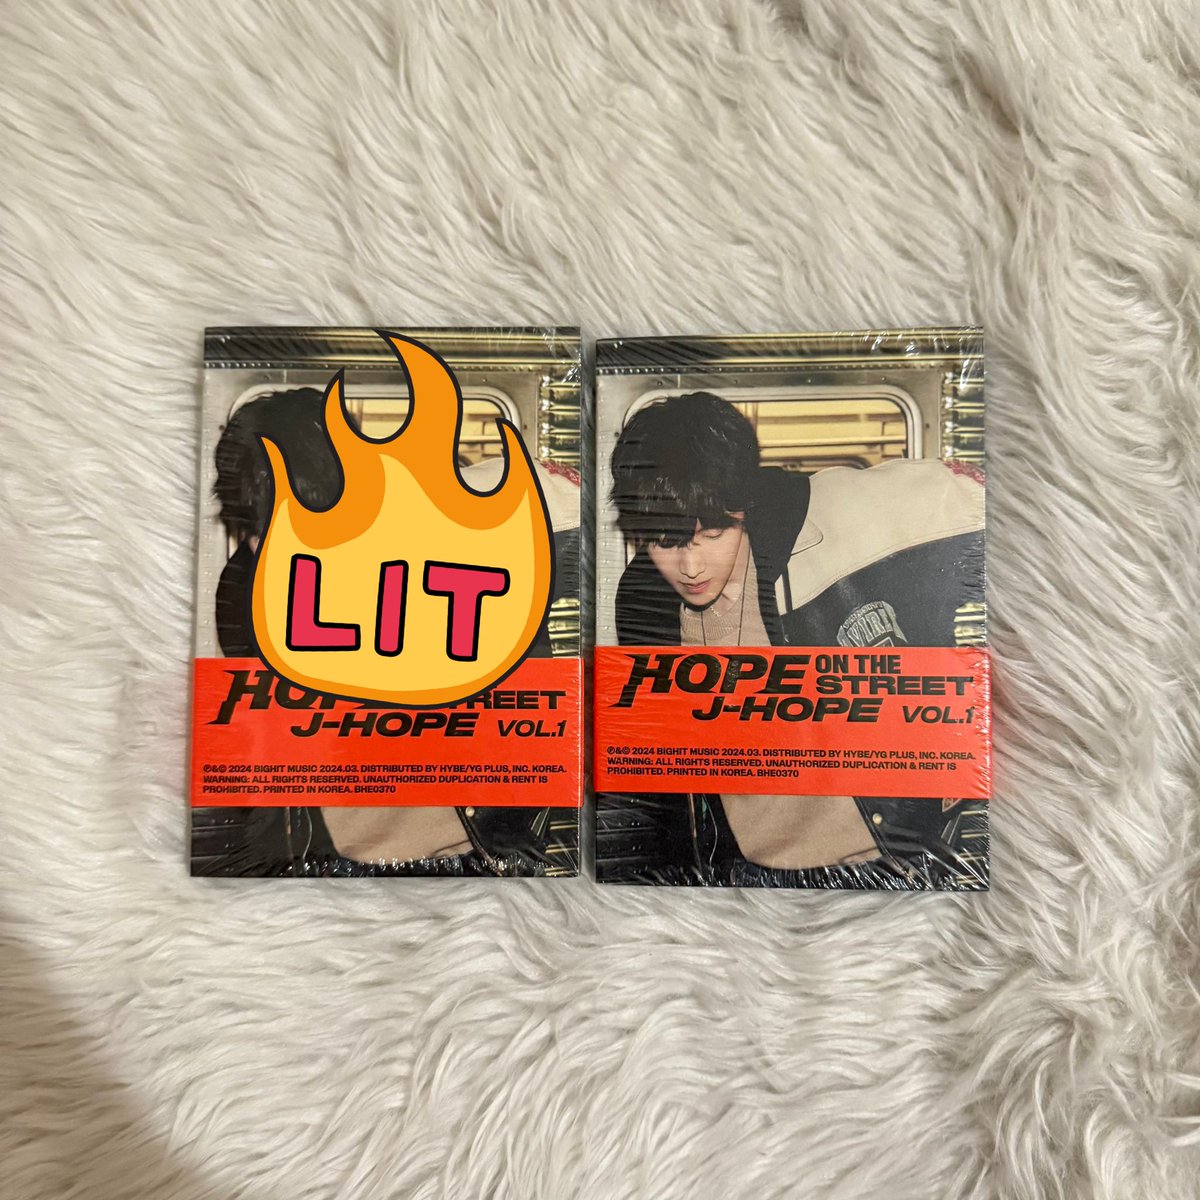 LIT
STREET
J-HOPE VOL.1
℗&© 2024 BIGHIT MUSIC 2024.03. DISTRIBUTED BY HYBE/YG PLUS, INC. KOREA.
WARNING: ALL RIGHTS RESERVED. UNAUTHORIZED DUPLICATION & RENT IS
PROHIBITED. PRINTED IN KOREA. BHE0370
HOPE ON THE
STREET
J-HOPE VOL.1
℗&© 2024 BIGHIT MUSIC 2024.03. DISTRIBUTED BY HYBE/YG PLUS, INC. KOREA.
WARNING: ALL RIGHTS RESERVED. UNAUTHORIZED DUPLICATION & RENT IS
PROHIBITED. PRINTED IN KOREA. BHE0370